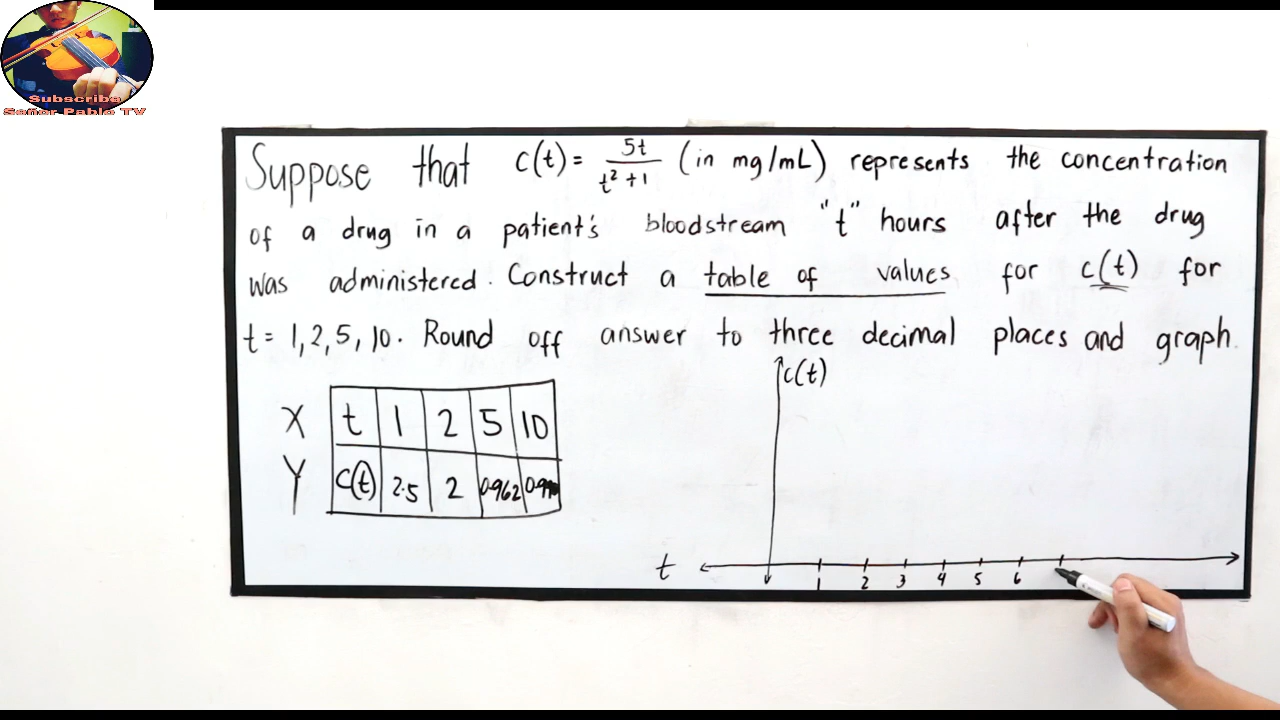 Subscribe
Señor Pablo TV
Suppose that c(t) = 5t/(t² + 1) (in mg/mL) represents the concentration
of a drug in a patient's bloodstream "t" hours after the drug
was administered. Construct a table of values for c(t) for
t = 1, 2, 5, 10. Round off answer to three decimal places and graph.
c(t)
X t 1 2 5 10
Y c(t) 2.5 2 0.962
t
1 2 3 4 5 6